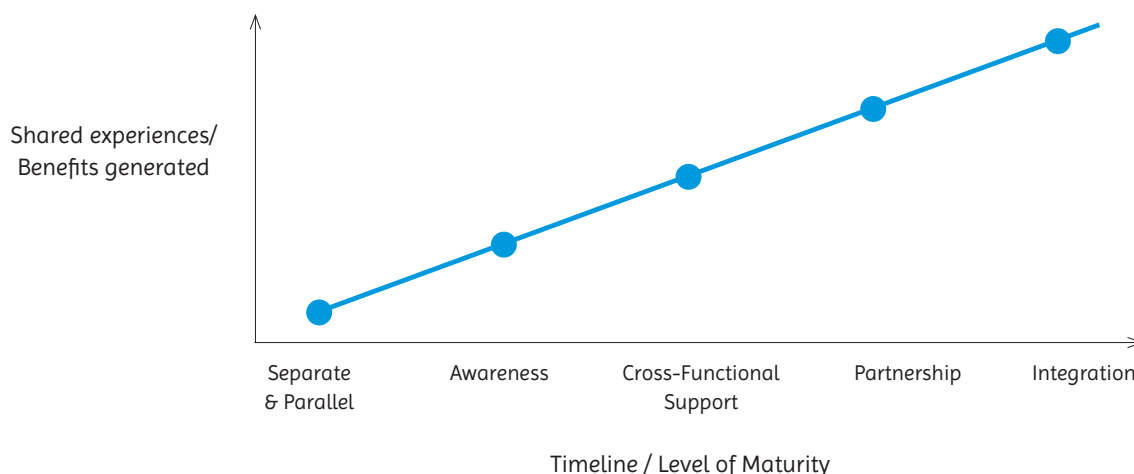 Shared experiences/
Benefits generated
Separate
& Parallel
Awareness
Cross-Functional
Support
Partnership
Integration
Timeline / Level of Maturity